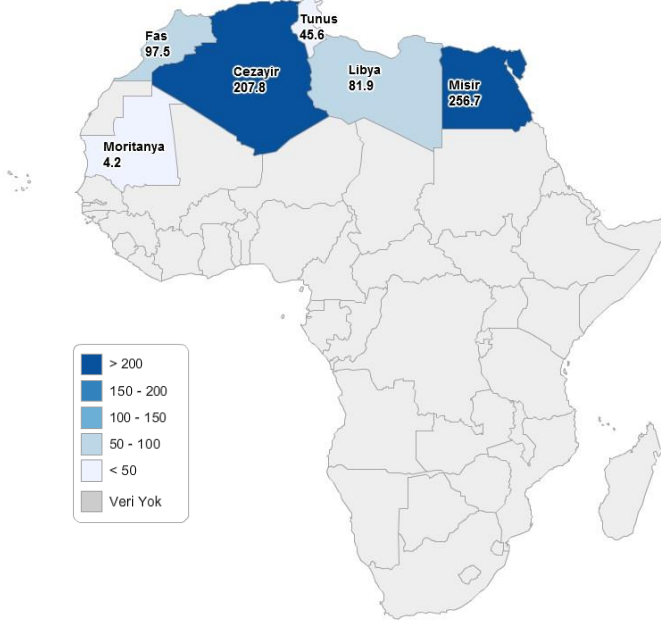 Fas
97.5
Tunus
45.6
Cezayir
207.8
Libya
81.9
Misir
256.7
Moritanya
4.2
> 200
150 - 200
100 - 150
50 - 100
< 50
Veri Yok